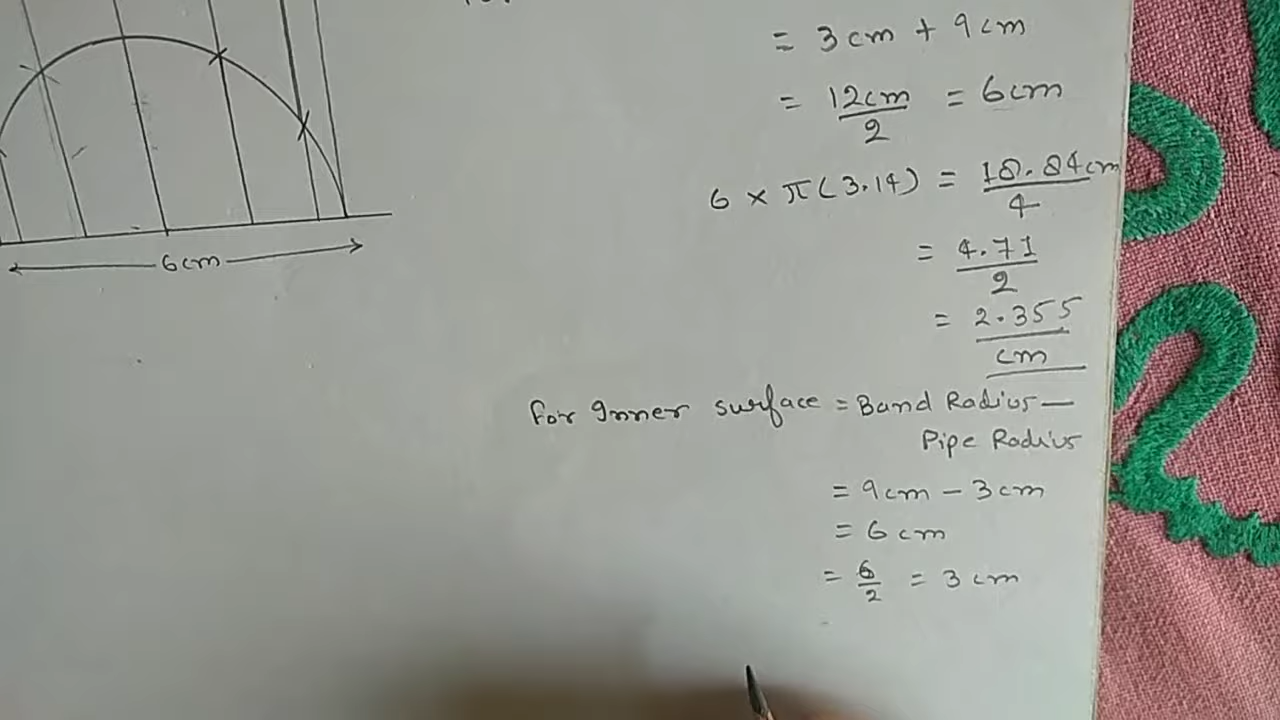 = 3cm + 9cm
= 12cm/2 = 6cm
6 × π(3.14) = 18.84cm/4
= 4.71/2
= 2.355 cm
6cm
For Inner surface = Band Radius —
Pipe Radius
= 9cm – 3cm
= 6cm
= 6/2 = 3cm